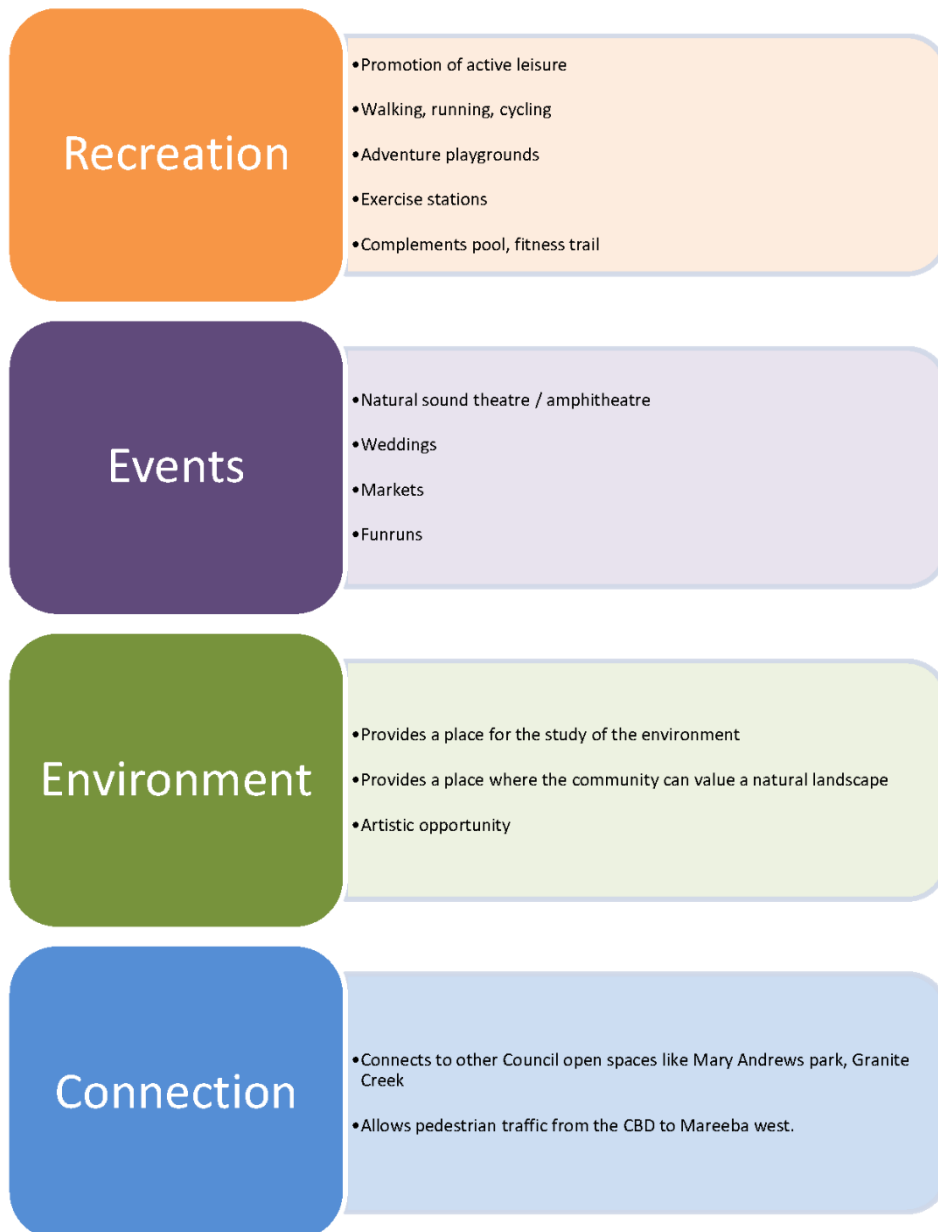 Recreation
•Promotion of active leisure
•Walking, running, cycling
•Adventure playgrounds
•Exercise stations
•Complements pool, fitness trail
Events
•Natural sound theatre / amphitheatre
•Weddings
•Markets
•Funruns
Environment
•Provides a place for the study of the environment
•Provides a place where the community can value a natural landscape
•Artistic opportunity
Connection
•Connects to other Council open spaces like Mary Andrews park, Granite
Creek
•Allows pedestrian traffic from the CBD to Mareeba west.